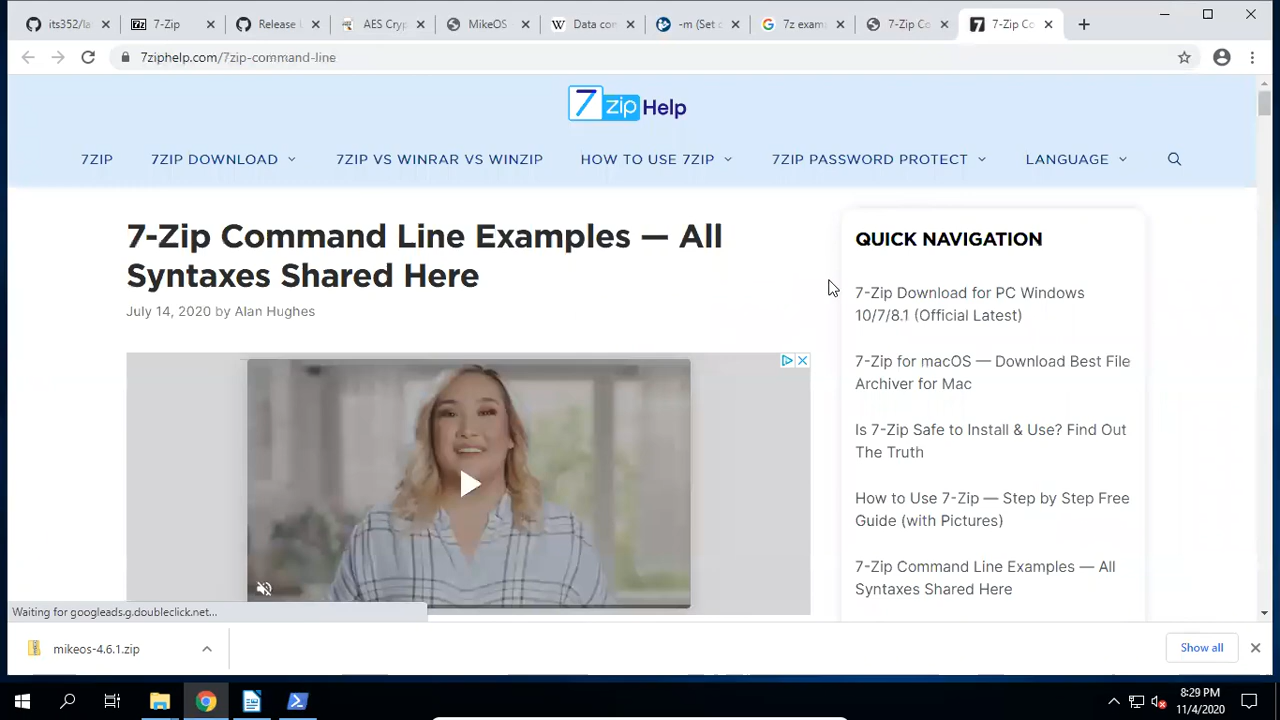 its352/la
7z 7-Zip
Release
AES Cryp
MikeOS
Data con
-m (Set c
7z exam
7-Zip Co
7-Zip Co
7ziphelp.com/7zip-command-line
7 zip Help
7ZIP
7ZIP DOWNLOAD
7ZIP VS WINRAR VS WINZIP
HOW TO USE 7ZIP
7ZIP PASSWORD PROTECT
LANGUAGE
7-Zip Command Line Examples — All
Syntaxes Shared Here
July 14, 2020 by Alan Hughes
QUICK NAVIGATION
7-Zip Download for PC Windows
10/7/8.1 (Official Latest)
7-Zip for macOS — Download Best File
Archiver for Mac
Is 7-Zip Safe to Install & Use? Find Out
The Truth
How to Use 7-Zip — Step by Step Free
Guide (with Pictures)
7-Zip Command Line Examples — All
Syntaxes Shared Here
Waiting for googleads.g.doubleclick.net...
mikeos-4.6.1.zip
Show all
8:29 PM
11/4/2020